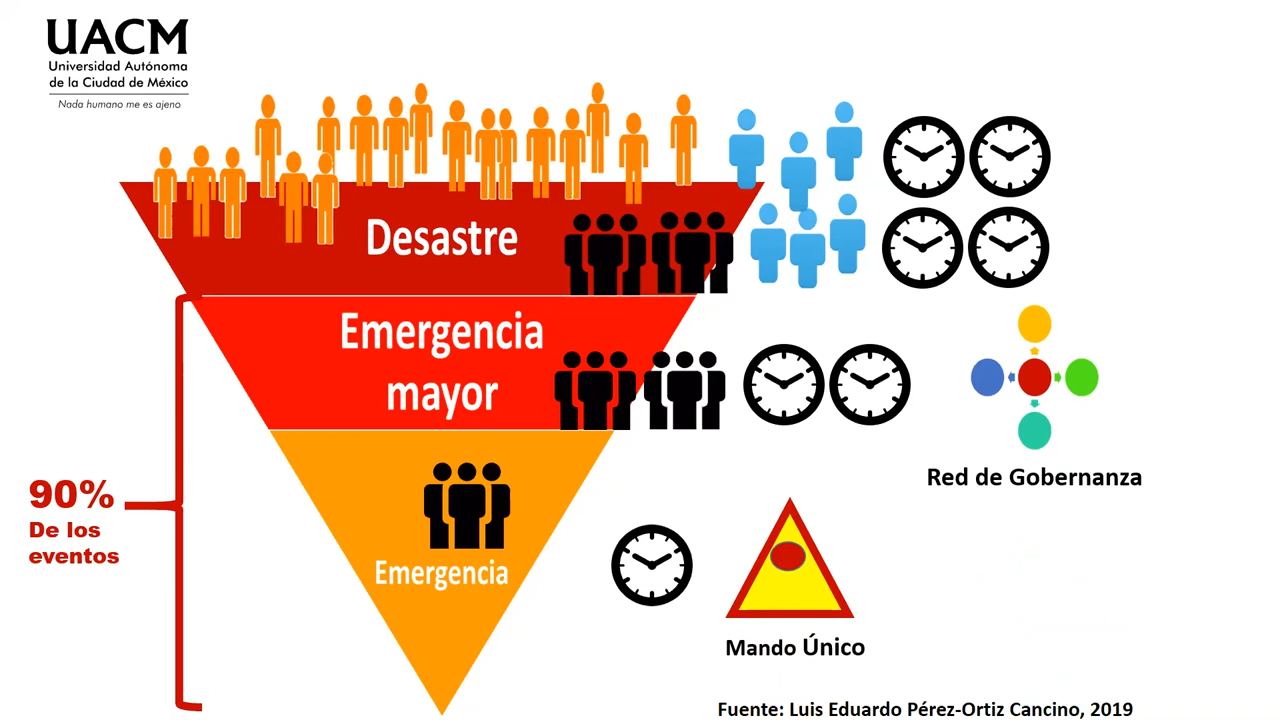 UACM
Universidad Autónoma
de la Ciudad de México
Nada humano me es ajeno
Desastre
Emergencia
mayor
90%
De los
eventos
Emergencia
Red de Gobernanza
Mando Único
Fuente: Luis Eduardo Pérez-Ortiz Cancino, 2019